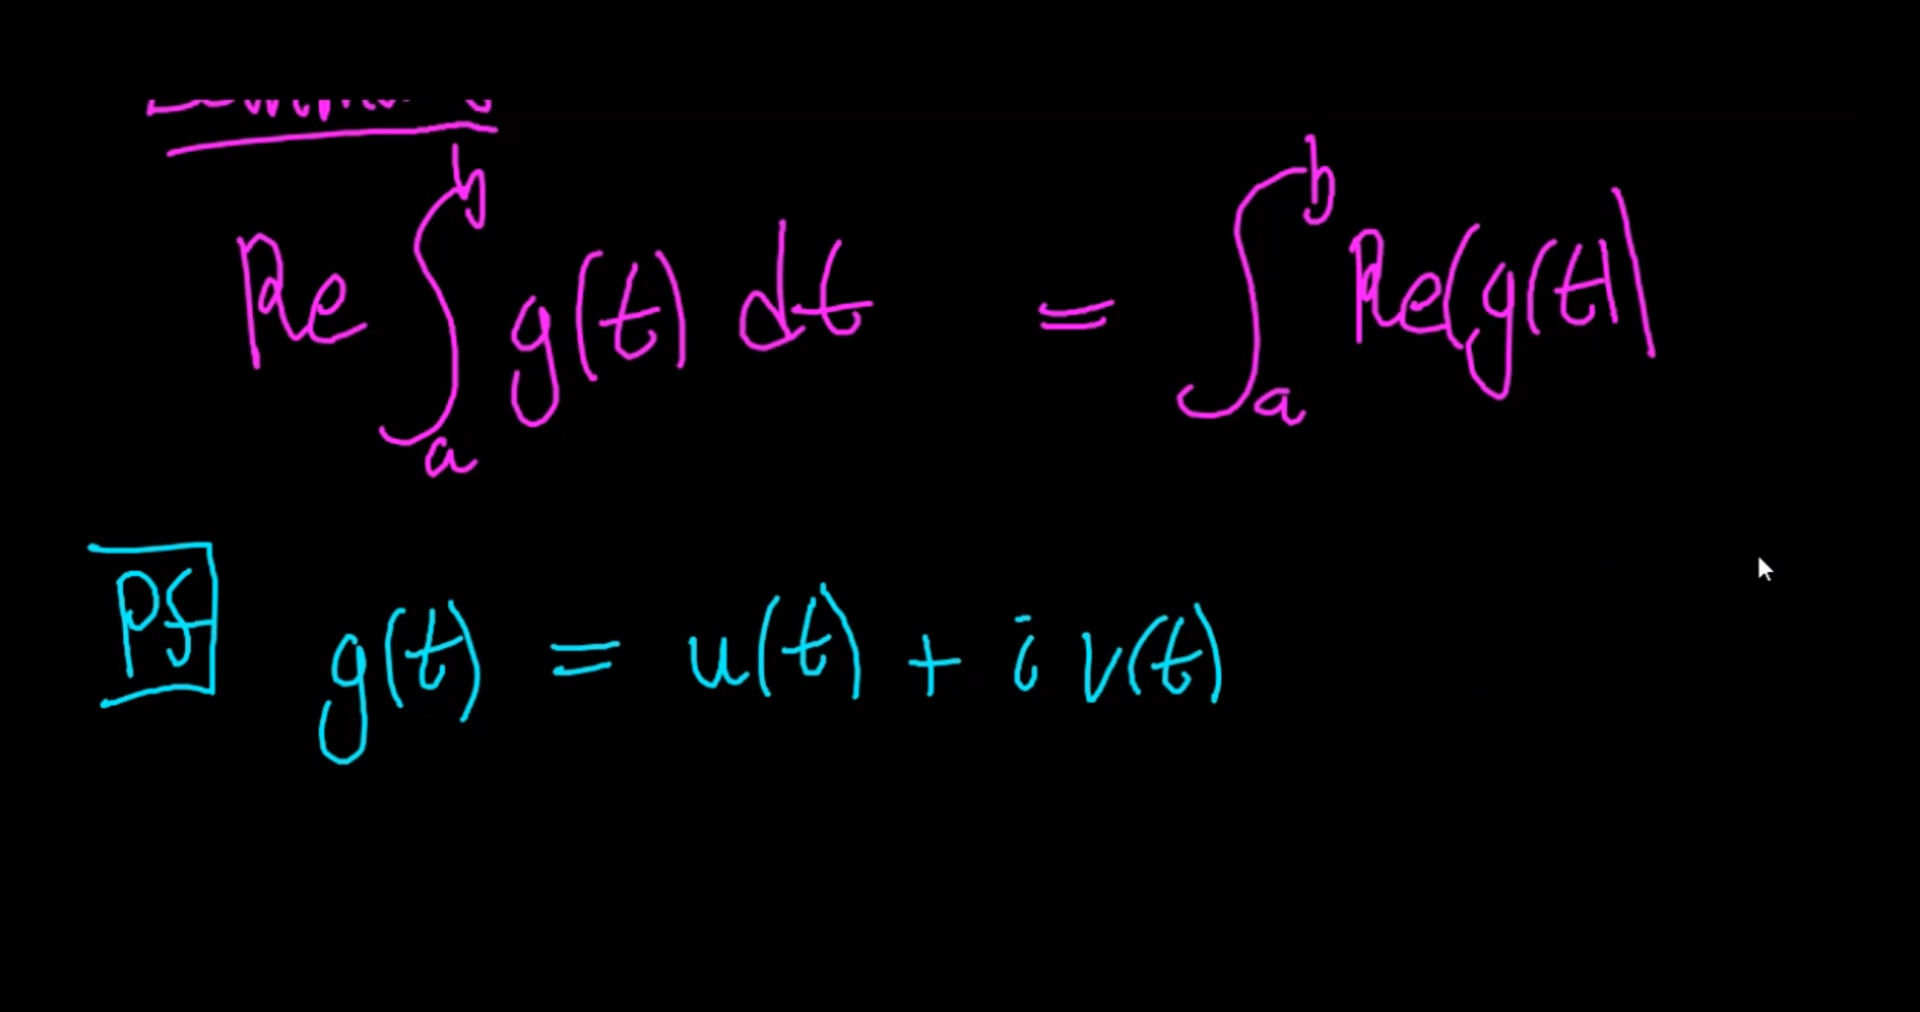 Re ∫_a^b g(t) dt = ∫_a^b Re(g(t)|
Pf g(t) = u(t) + i v(t)